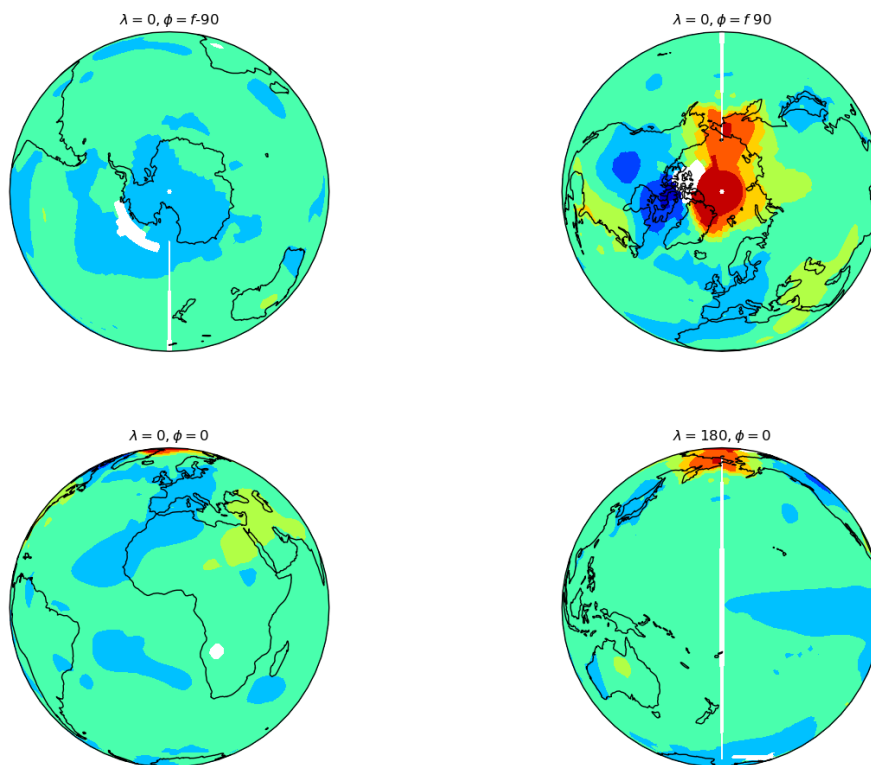 λ = 0, ϕ = f-90
λ = 0, ϕ = f 90
λ = 0, ϕ = 0
λ = 180, ϕ = 0